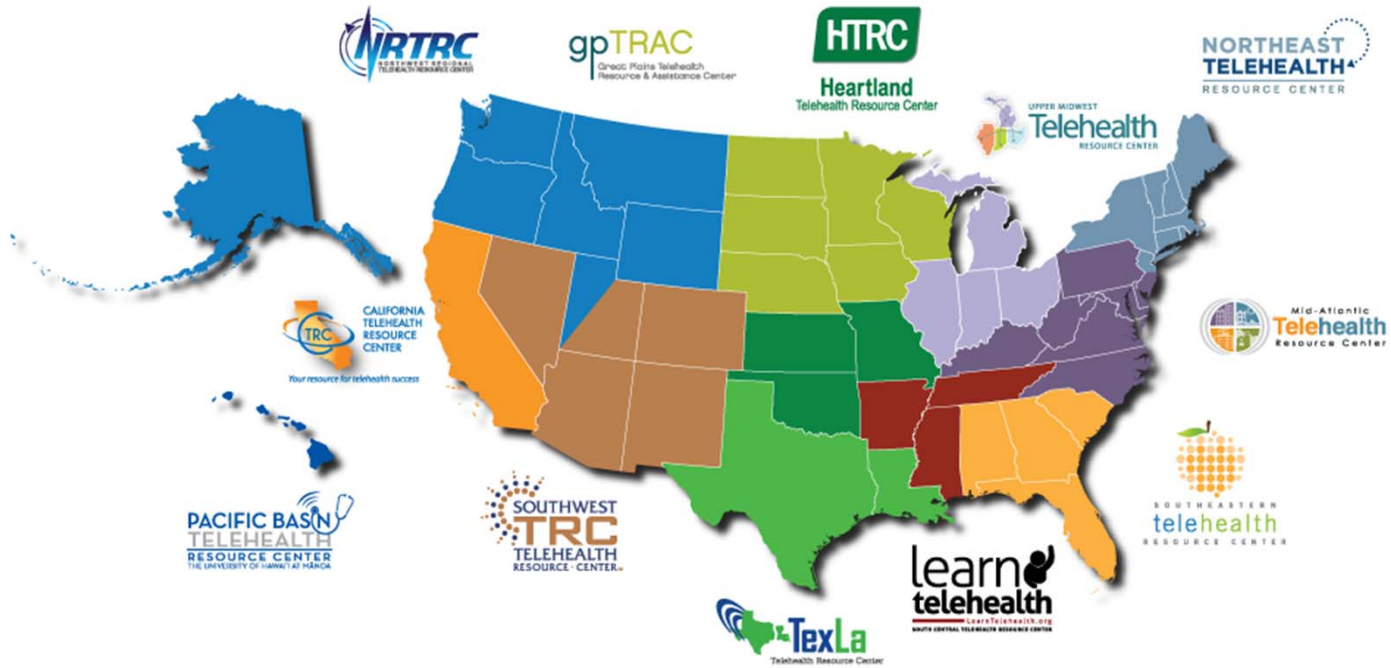 NRTRC
NORTHWEST REGIONAL
TELEHEALTH RESOURCE CENTER
gpTRAC
Great Plains Telehealth
Resource & Assistance Center
HTRC
Heartland
Telehealth Resource Center
NORTHEAST
TELEHEALTH
RESOURCE CENTER
UPPER MIDWEST
Telehealth
RESOURCE CENTER
CTRC
CALIFORNIA
TELEHEALTH
RESOURCE
CENTER
Your resource for telehealth success
Mid-Atlantic
Telehealth
Resource Center
PACIFIC BASIN
TELEHEALTH
RESOURCE CENTER
THE UNIVERSITY OF HAWAI'I AT MĀNOA
SOUTHWEST
TRC
TELEHEALTH
RESOURCE · CENTER
SOUTHEASTERN
telehealth
RESOURCE CENTER
learn
telehealth
LearnTelehealth.org
SOUTH CENTRAL TELEHEALTH RESOURCE CENTER
TexLa
Telehealth Resource Center